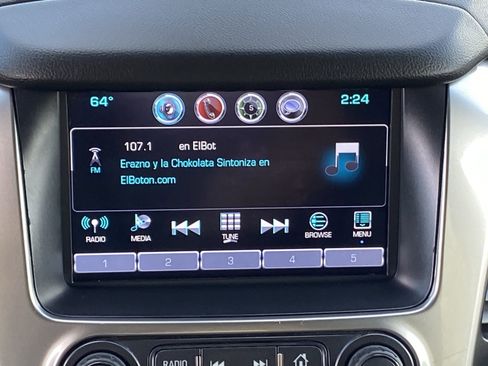 64°
2:24
107.1 en ElBot
FM
Erazno y la Chokolata Sintoniza en
ElBoton.com
RADIO
MEDIA
TUNE
BROWSE
MENU
1 2 3 4 5
RADIO